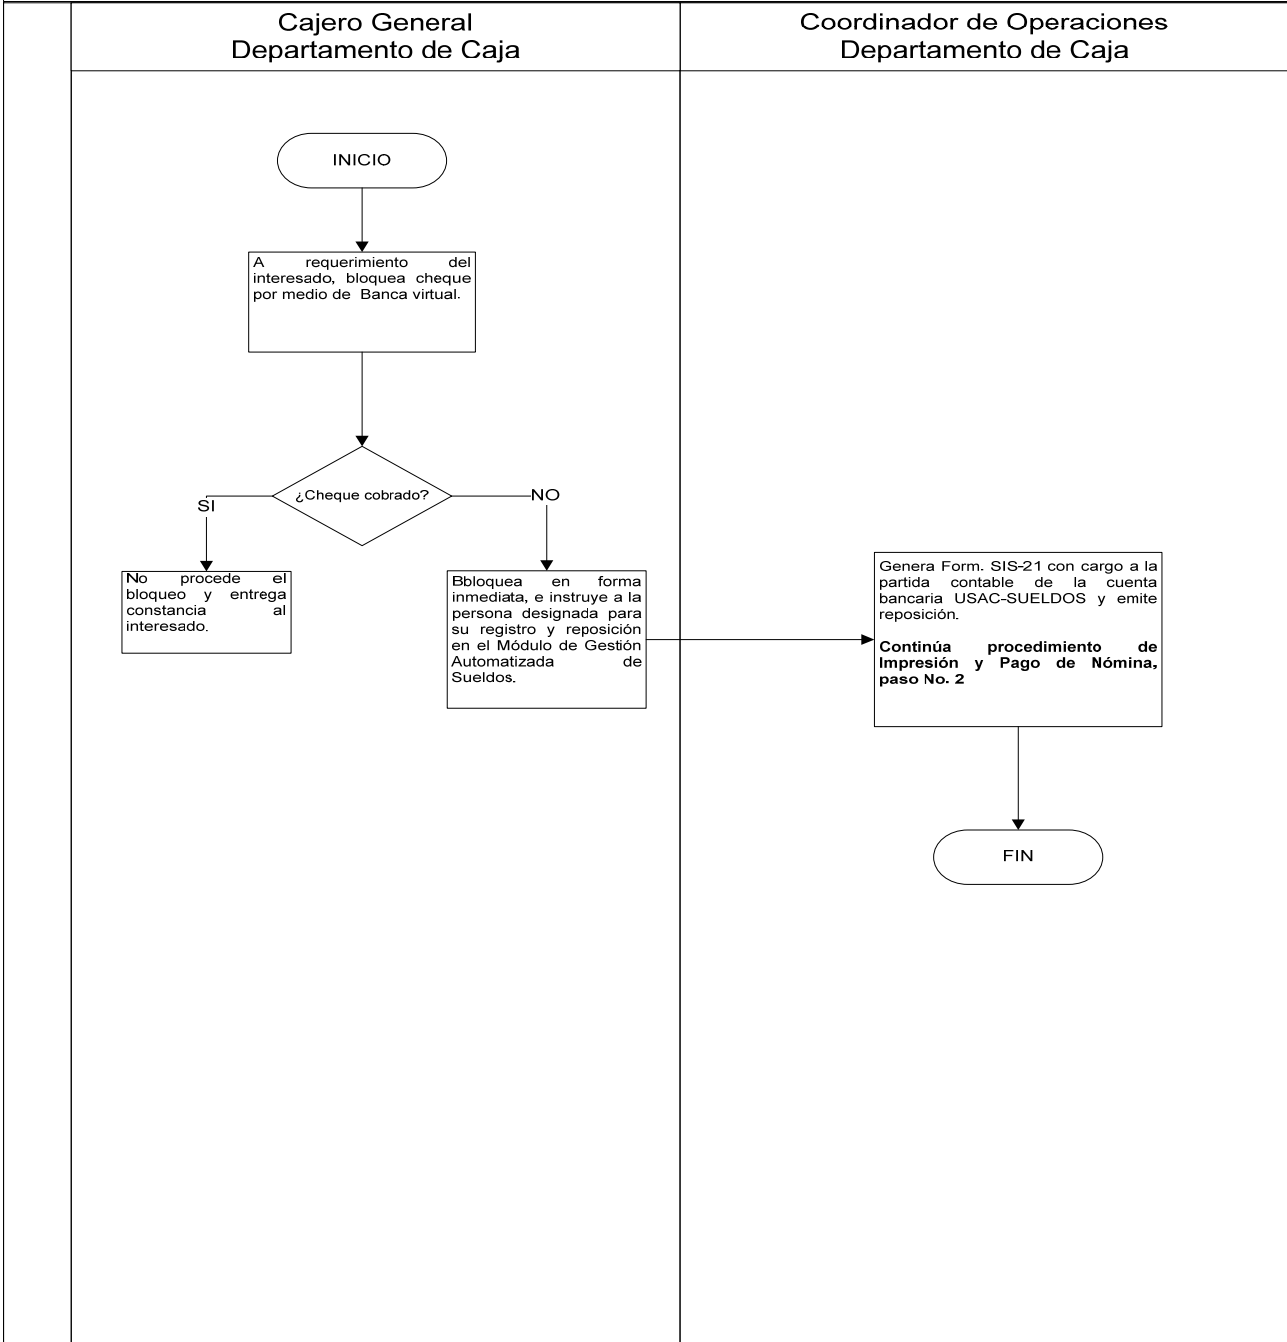 Cajero General
Departamento de Caja
Coordinador de Operaciones
Departamento de Caja
INICIO
A requerimiento del
interesado, bloquea cheque
por medio de Banca virtual.
¿Cheque cobrado?
SI
NO
No procede el
bloqueo y entrega
constancia al
interesado.
Bbloquea en forma
inmediata, e instruye a la
persona designada para
su registro y reposición
en el Módulo de Gestión
Automatizada de
Sueldos.
Genera Form. SIS-21 con cargo a la
partida contable de la cuenta
bancaria USAC-SUELDOS y emite
reposición.
Continúa procedimiento de
Impresión y Pago de Nómina,
paso No. 2
FIN